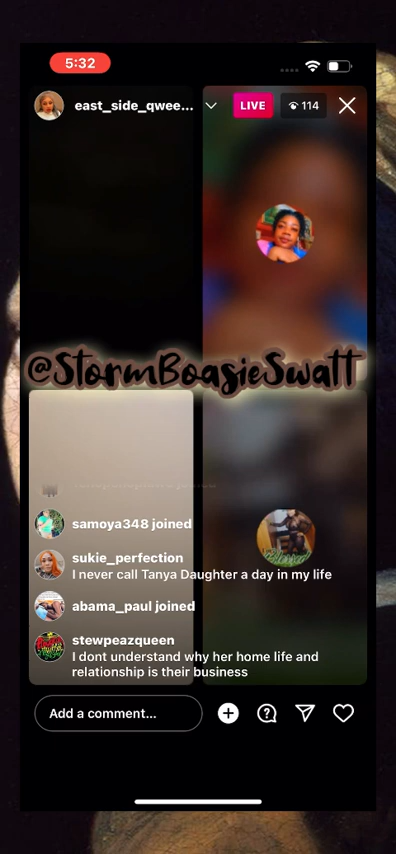 5:32
east_side_qwee...
LIVE
114
@StormBoasieSwatt
samoya348 joined
sukie_perfection
I never call Tanya Daughter a day in my life
abama_paul joined
stewpeazqueen
I dont understand why her home life and
relationship is their business
Add a comment...